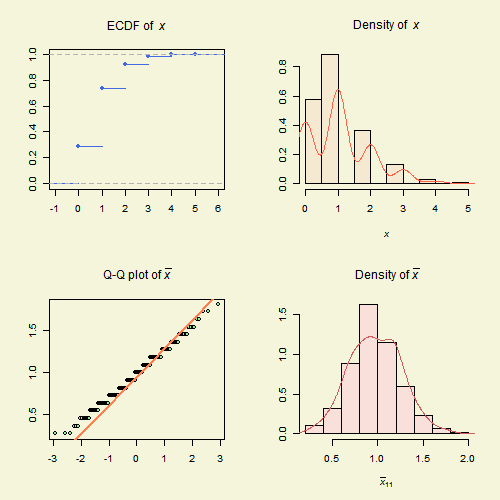 ECDF of x
Density of x
0.0 0.2 0.4 0.6 0.8 1.0
-1 0 1 2 3 4 5 6
0.0 0.2 0.4 0.6 0.8
0 1 2 3 4 5
x
Q-Q plot of x̅
Density of x̅
0.5 1.0 1.5
-3 -2 -1 0 1 2 3
0.0 0.5 1.0 1.5
0.5 1.0 1.5 2.0
x̅11